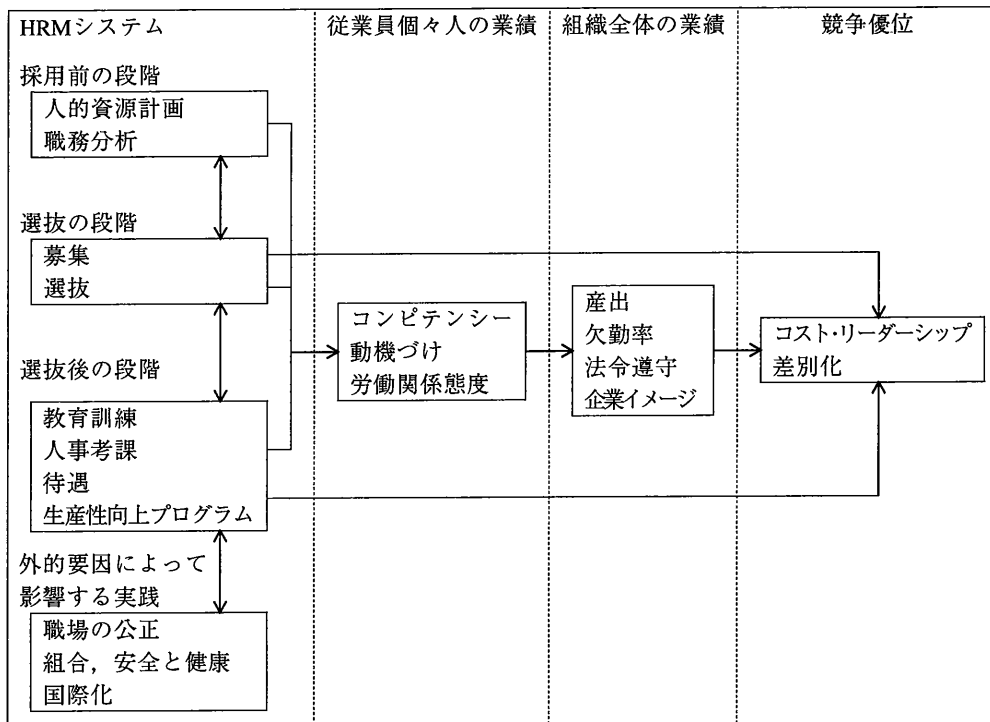 HRMシステム
従業員個々人の業績
組織全体の業績
競争優位
採用前の段階
人的資源計画
職務分析
選抜の段階
募集
選抜
選抜後の段階
教育訓練
人事考課
待遇
生産性向上プログラム
外的要因によって
影響する実践
職場の公正
組合,安全と健康
国際化
コンピテンシー
動機づけ
労働関係態度
産出
欠勤率
法令遵守
企業イメージ
コスト・リーダーシップ
差別化